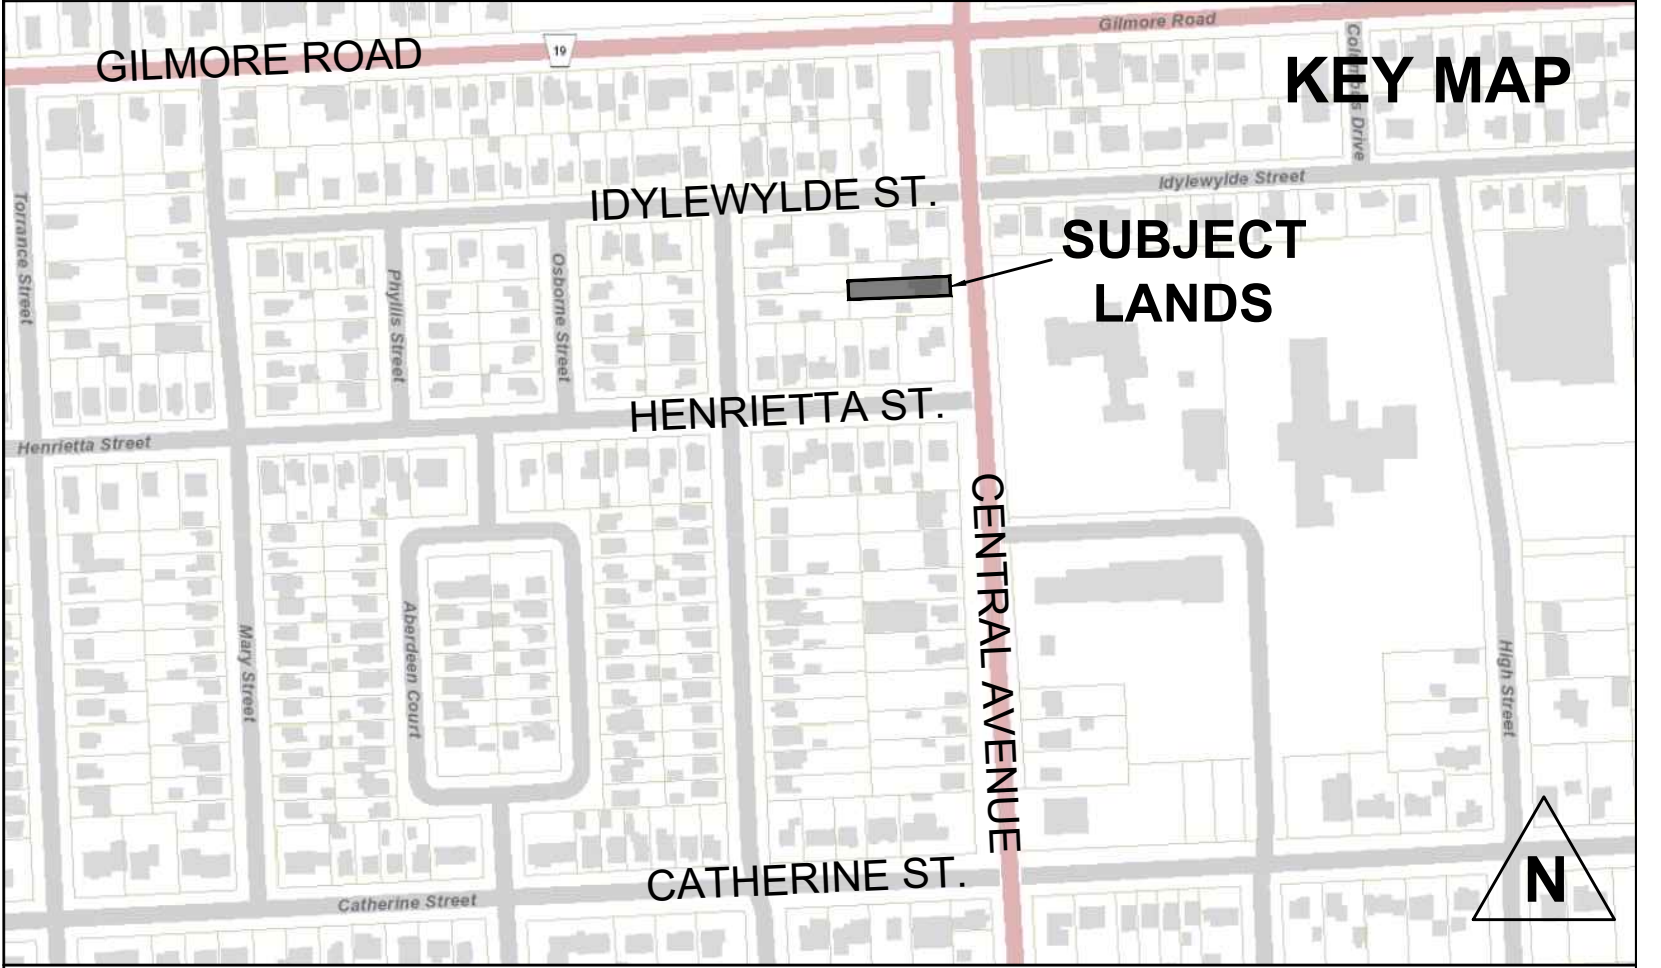 Gilmore Road
GILMORE ROAD
19
KEY MAP
Idylewylde Street
IDYLEWYLDE ST.
SUBJECT
LANDS
Torrance Street
Phyllis Street
Osborne Street
HENRIETTA ST.
Henrietta Street
CENTRAL AVENUE
Mary Street
Aberdeen Court
High Street
CATHERINE ST.
Catherine Street
N
Drive